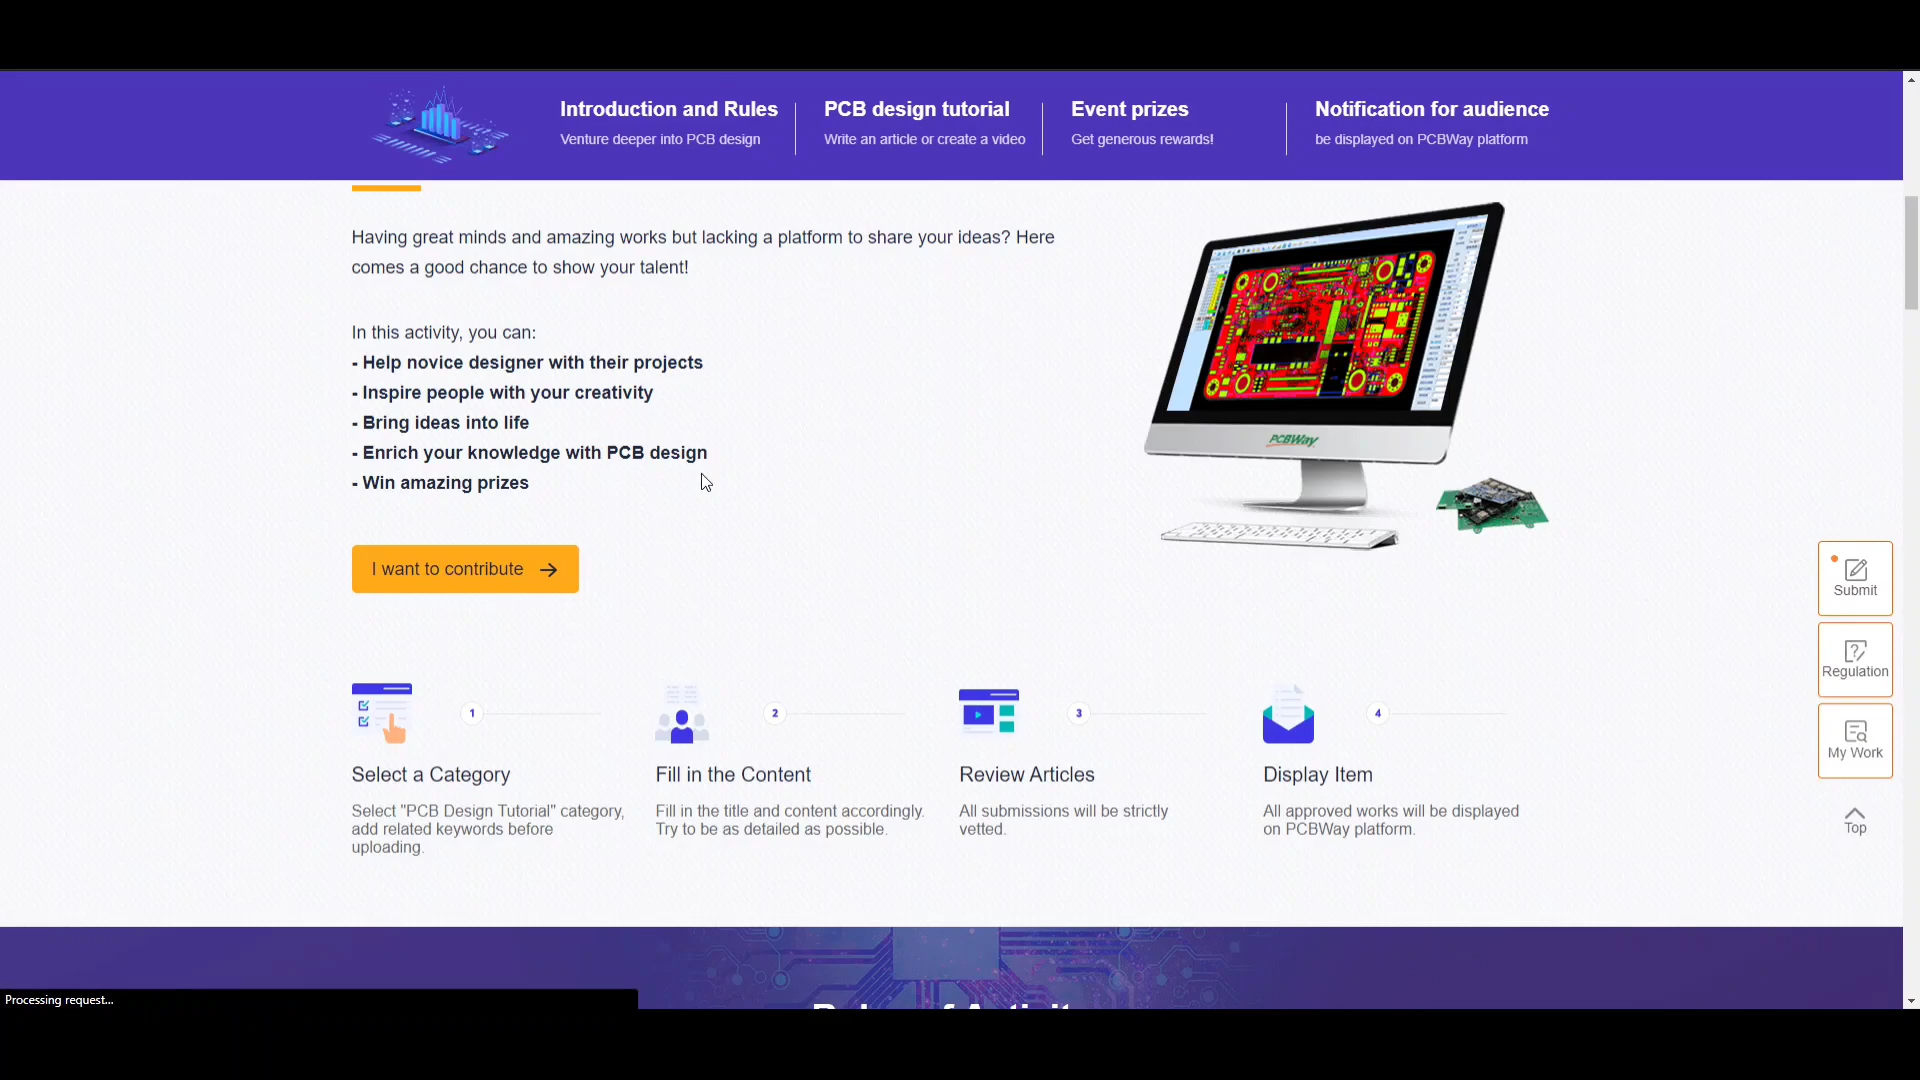 Introduction and Rules
Venture deeper into PCB design
PCB design tutorial
Write an article or create a video
Event prizes
Get generous rewards!
Notification for audience
be displayed on PCBWay platform
Having great minds and amazing works but lacking a platform to share your ideas? Here
comes a good chance to show your talent!
In this activity, you can:
- Help novice designer with their projects
- Inspire people with your creativity
- Bring ideas into life
- Enrich your knowledge with PCB design
- Win amazing prizes
I want to contribute
PCBWay
Submit
Regulation
My Work
Top
1
2
3
4
Select a Category
Select "PCB Design Tutorial" category,
add related keywords before
uploading.
Fill in the Content
Fill in the title and content accordingly.
Try to be as detailed as possible.
Review Articles
All submissions will be strictly
vetted.
Display Item
All approved works will be displayed
on PCBWay platform.
Processing request...